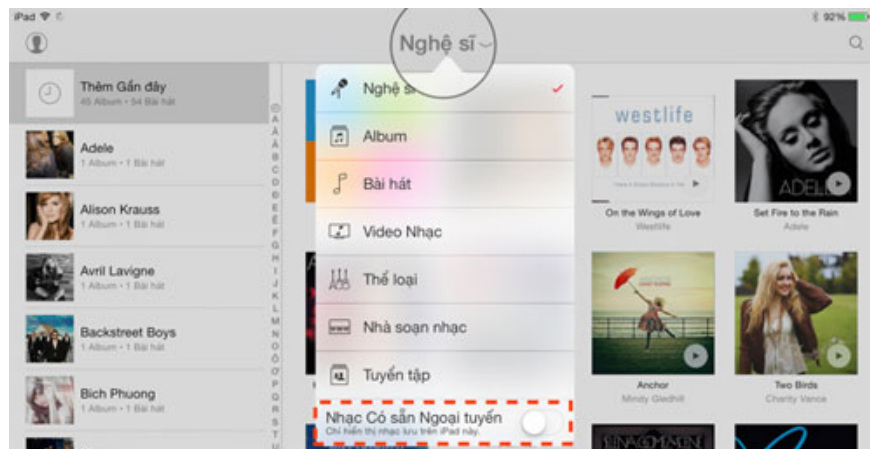 iPad
92%
Nghệ sĩ
Thêm Gần đây
45 Album • 54 Bài hát
Adele
1 Album • 1 Bài hát
Alison Krauss
1 Album • 1 Bài hát
Avril Lavigne
1 Album • 1 Bài hát
Backstreet Boys
1 Album • 1 Bài hát
Bich Phuong
1 Album • 1 Bài hát
A
Ă
Â
B
C
D
Đ
E
Ê
F
G
H
I
J
K
L
M
N
O
Ô
Ơ
P
Q
R
S
T
U
Nghệ sĩ
Album
Bài hát
Video Nhạc
Thể loại
Nhà soạn nhạc
Tuyển tập
Nhạc Có sẵn Ngoại tuyến
Chỉ hiển thị nhạc lưu trên iPad này.
westlife
On the Wings of Love
Westlife
ADELE
Set Fire to the Rain
Adele
Anchor
Mindy Gledhill
Two Birds
Charity Vance